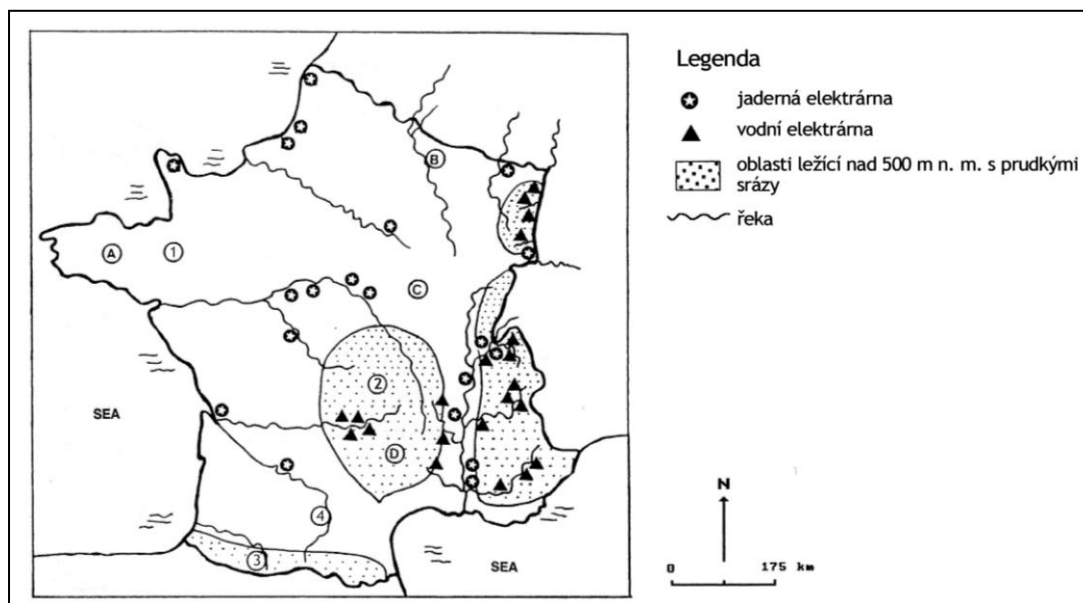 Legenda
jaderná elektrárna
vodní elektrárna
oblasti ležící nad 500 m n. m. s prudkými
srázy
řeka
B
A
1
C
2
SEA
D
4
3
SEA
N
0 175 km